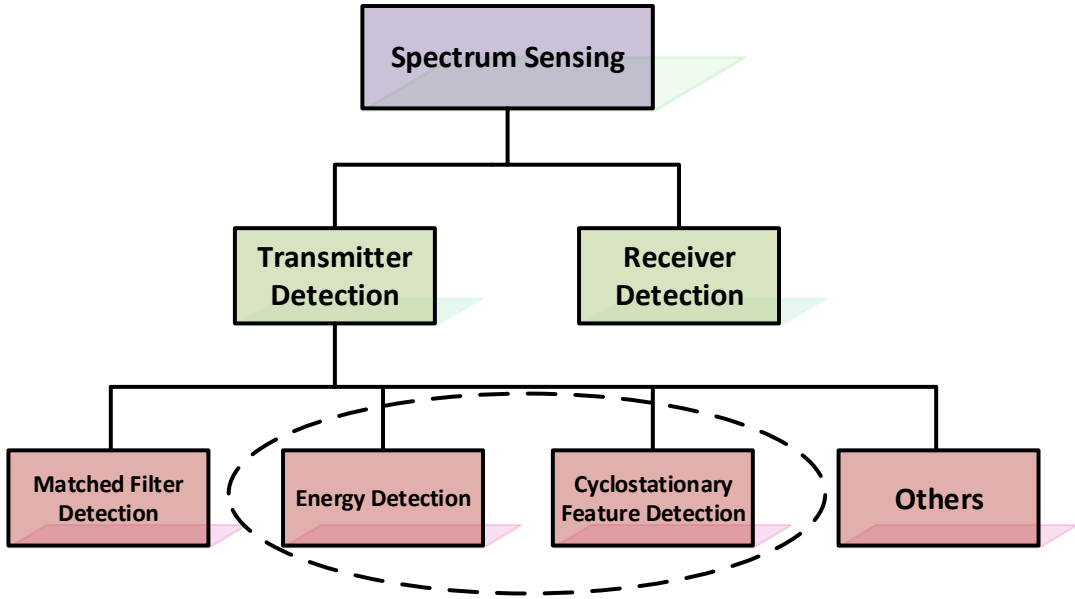 Spectrum Sensing
Transmitter
Detection
Receiver
Detection
Matched Filter
Detection
Energy Detection
Cyclostationary
Feature Detection
Others